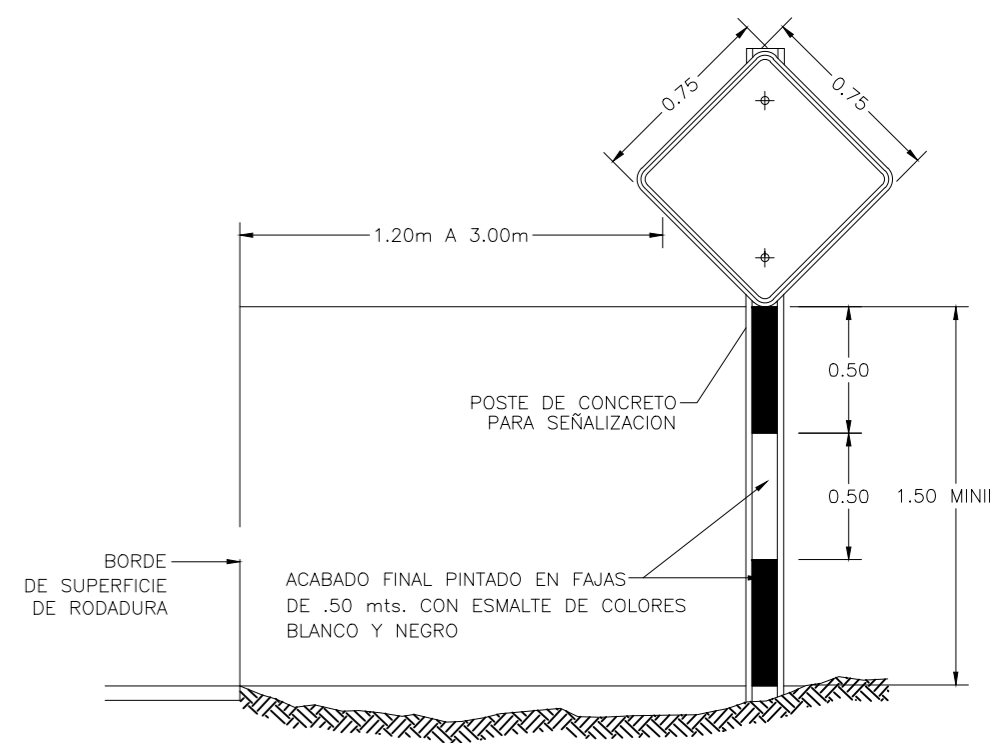 0.75
0.75
1.20m A 3.00m
0.50
POSTE DE CONCRETO
PARA SEÑALIZACION
0.50
1.50
BORDE
DE SUPERFICIE
DE RODADURA
ACABADO FINAL PINTADO EN FAJAS
DE .50 mts. CON ESMALTE DE COLORES
BLANCO Y NEGRO